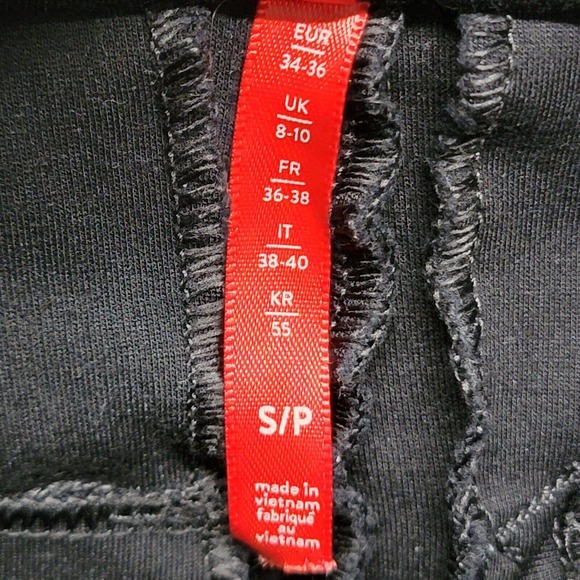 EUR
34-36
UK
8-10
FR
36-38
IT
38-40
KR
55
S/P
made in
vietnam
fabriqué
au
vietnam